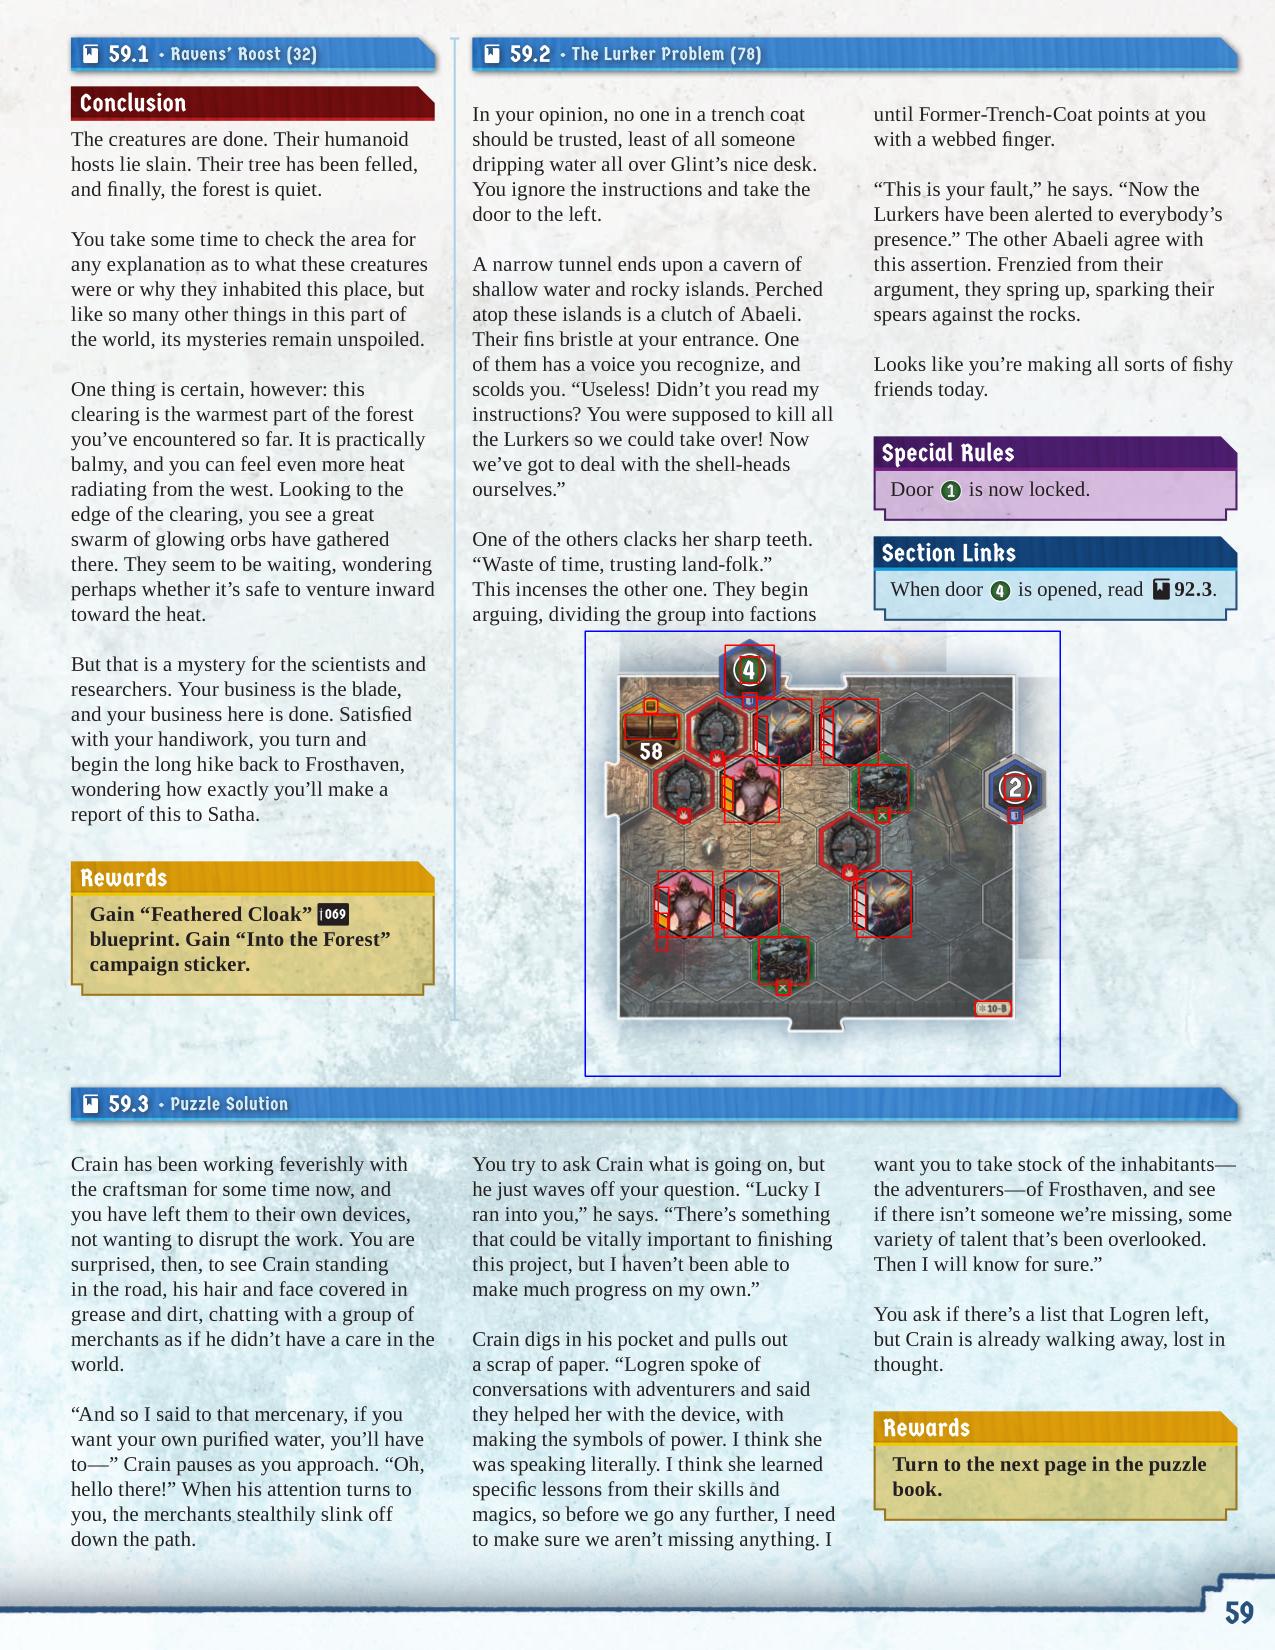 59.1 • Ravens’ Roost (32)
Conclusion
The creatures are done. Their humanoid
hosts lie slain. Their tree has been felled,
and finally, the forest is quiet.
You take some time to check the area for
any explanation as to what these creatures
were or why they inhabited this place, but
like so many other things in this part of
the world, its mysteries remain unspoiled.
One thing is certain, however: this
clearing is the warmest part of the forest
you’ve encountered so far. It is practically
balmy, and you can feel even more heat
radiating from the west. Looking to the
edge of the clearing, you see a great
swarm of glowing orbs have gathered
there. They seem to be waiting, wondering
perhaps whether it’s safe to venture inward
toward the heat.
But that is a mystery for the scientists and
researchers. Your business is the blade,
and your business here is done. Satisfied
with your handiwork, you turn and
begin the long hike back to Frosthaven,
wondering how exactly you’ll make a
report of this to Satha.
Rewards
Gain “Feathered Cloak” 069
blueprint. Gain “Into the Forest”
campaign sticker.
59.2 • The Lurker Problem (78)
In your opinion, no one in a trench coat
should be trusted, least of all someone
dripping water all over Glint’s nice desk.
You ignore the instructions and take the
door to the left.
A narrow tunnel ends upon a cavern of
shallow water and rocky islands. Perched
atop these islands is a clutch of Abaeli.
Their fins bristle at your entrance. One
of them has a voice you recognize, and
scolds you. “Useless! Didn’t you read my
instructions? You were supposed to kill all
the Lurkers so we could take over! Now
we’ve got to deal with the shell-heads
ourselves.”
One of the others clacks her sharp teeth.
“Waste of time, trusting land-folk.”
This incenses the other one. They begin
arguing, dividing the group into factions
until Former-Trench-Coat points at you
with a webbed finger.
“This is your fault,” he says. “Now the
Lurkers have been alerted to everybody’s
presence.” The other Abaeli agree with
this assertion. Frenzied from their
argument, they spring up, sparking their
spears against the rocks.
Looks like you’re making all sorts of fishy
friends today.
Special Rules
Door 1 is now locked.
Section Links
When door 4 is opened, read 92.3.
4
58
2
10-B
59.3 • Puzzle Solution
Crain has been working feverishly with
the craftsman for some time now, and
you have left them to their own devices,
not wanting to disrupt the work. You are
surprised, then, to see Crain standing
in the road, his hair and face covered in
grease and dirt, chatting with a group of
merchants as if he didn’t have a care in the
world.
“And so I said to that mercenary, if you
want your own purified water, you’ll have
to—” Crain pauses as you approach. “Oh,
hello there!” When his attention turns to
you, the merchants stealthily slink off
down the path.
You try to ask Crain what is going on, but
he just waves off your question. “Lucky I
ran into you,” he says. “There’s something
that could be vitally important to finishing
this project, but I haven’t been able to
make much progress on my own.”
Crain digs in his pocket and pulls out
a scrap of paper. “Logren spoke of
conversations with adventurers and said
they helped her with the device, with
making the symbols of power. I think she
was speaking literally. I think she learned
specific lessons from their skills and
magics, so before we go any further, I need
to make sure we aren’t missing anything. I
want you to take stock of the inhabitants—
the adventurers—of Frosthaven, and see
if there isn’t someone we’re missing, some
variety of talent that’s been overlooked.
Then I will know for sure.”
You ask if there’s a list that Logren left,
but Crain is already walking away, lost in
thought.
Rewards
Turn to the next page in the puzzle
book.
59